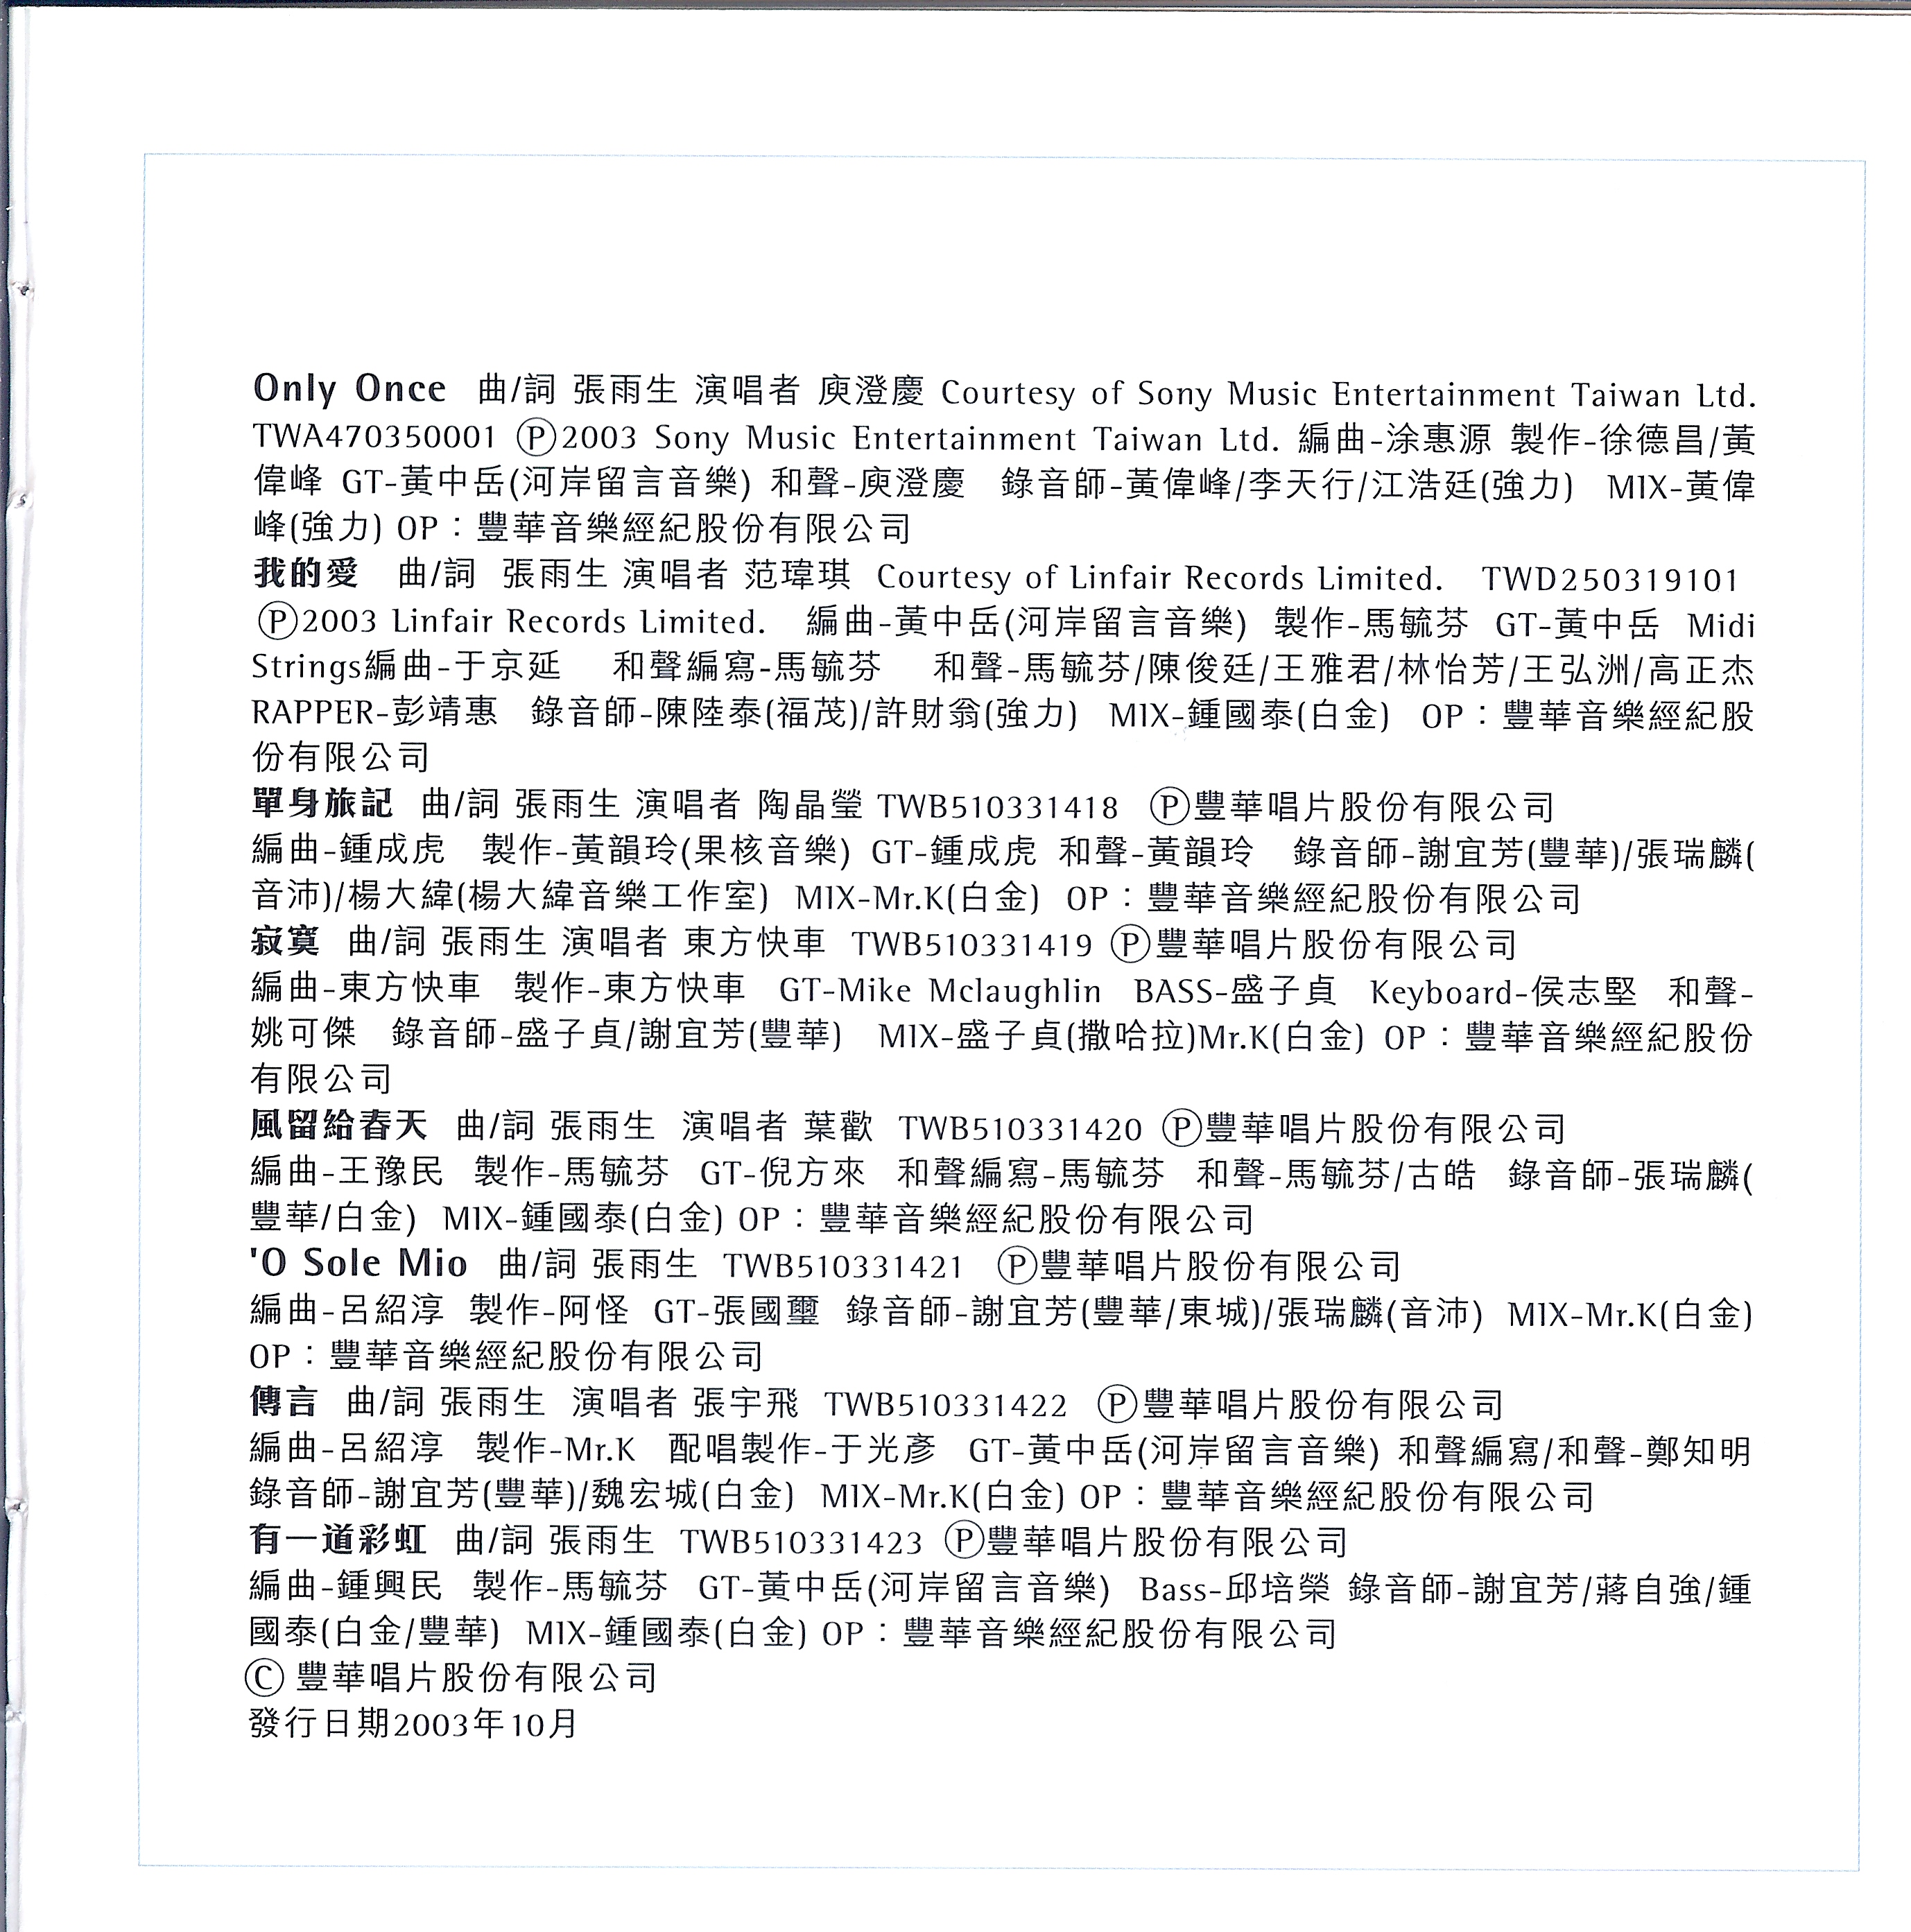 Only Once 曲/詞 張雨生 演唱者 庾澄慶 Courtesy of Sony Music Entertainment Taiwan Ltd.
TWA470350001 Ⓟ2003 Sony Music Entertainment Taiwan Ltd. 編曲-涂惠源 製作-徐德昌/黃
偉峰 GT-黃中岳(河岸留言音樂) 和聲-庾澄慶 錄音師-黃偉峰/李天行/江浩廷(強力) MIX-黃偉
峰(強力) OP：豐華音樂經紀股份有限公司
我的愛 曲/詞 張雨生 演唱者 范瑋琪 Courtesy of Linfair Records Limited. TWD250319101
Ⓟ2003 Linfair Records Limited. 編曲-黃中岳(河岸留言音樂) 製作-馬毓芬 GT-黃中岳 Midi
Strings編曲-于京延 和聲編寫-馬毓芬 和聲-馬毓芬/陳俊廷/王雅君/林怡芳/王弘洲/高正杰
RAPPER-彭靖惠 錄音師-陳陸泰(福茂)/許財翁(強力) MIX-鍾國泰(白金) OP：豐華音樂經紀股
份有限公司
單身旅記 曲/詞 張雨生 演唱者 陶晶瑩 TWB510331418 Ⓟ豐華唱片股份有限公司
編曲-鍾成虎 製作-黃韻玲(果核音樂) GT-鍾成虎 和聲-黃韻玲 錄音師-謝宜芳(豐華)/張瑞麟(
音沛)/楊大緯(楊大緯音樂工作室) MIX-Mr.K(白金) OP：豐華音樂經紀股份有限公司
寂寞 曲/詞 張雨生 演唱者 東方快車 TWB510331419 Ⓟ豐華唱片股份有限公司
編曲-東方快車 製作-東方快車 GT-Mike Mclaughlin BASS-盛子貞 Keyboard-侯志堅 和聲-
姚可傑 錄音師-盛子貞/謝宜芳(豐華) MIX-盛子貞(撒哈拉)Mr.K(白金) OP：豐華音樂經紀股份
有限公司
風留給春天 曲/詞 張雨生 演唱者 葉歡 TWB510331420 Ⓟ豐華唱片股份有限公司
編曲-王豫民 製作-馬毓芬 GT-倪方來 和聲編寫-馬毓芬 和聲-馬毓芬/古皓 錄音師-張瑞麟(
豐華/白金) MIX-鍾國泰(白金) OP：豐華音樂經紀股份有限公司
'O Sole Mio 曲/詞 張雨生 TWB510331421 Ⓟ豐華唱片股份有限公司
編曲-呂紹淳 製作-阿怪 GT-張國璽 錄音師-謝宜芳(豐華/東城)/張瑞麟(音沛) MIX-Mr.K(白金)
OP：豐華音樂經紀股份有限公司
傳言 曲/詞 張雨生 演唱者 張宇飛 TWB510331422 Ⓟ豐華唱片股份有限公司
編曲-呂紹淳 製作-Mr.K 配唱製作-于光彥 GT-黃中岳(河岸留言音樂) 和聲編寫/和聲-鄭知明
錄音師-謝宜芳(豐華)/魏宏城(白金) MIX-Mr.K(白金) OP：豐華音樂經紀股份有限公司
有一道彩虹 曲/詞 張雨生 TWB510331423 Ⓟ豐華唱片股份有限公司
編曲-鍾興民 製作-馬毓芬 GT-黃中岳(河岸留言音樂) Bass-邱培榮 錄音師-謝宜芳/蔣自強/鍾
國泰(白金/豐華) MIX-鍾國泰(白金) OP：豐華音樂經紀股份有限公司
Ⓒ 豐華唱片股份有限公司
發行日期2003年10月